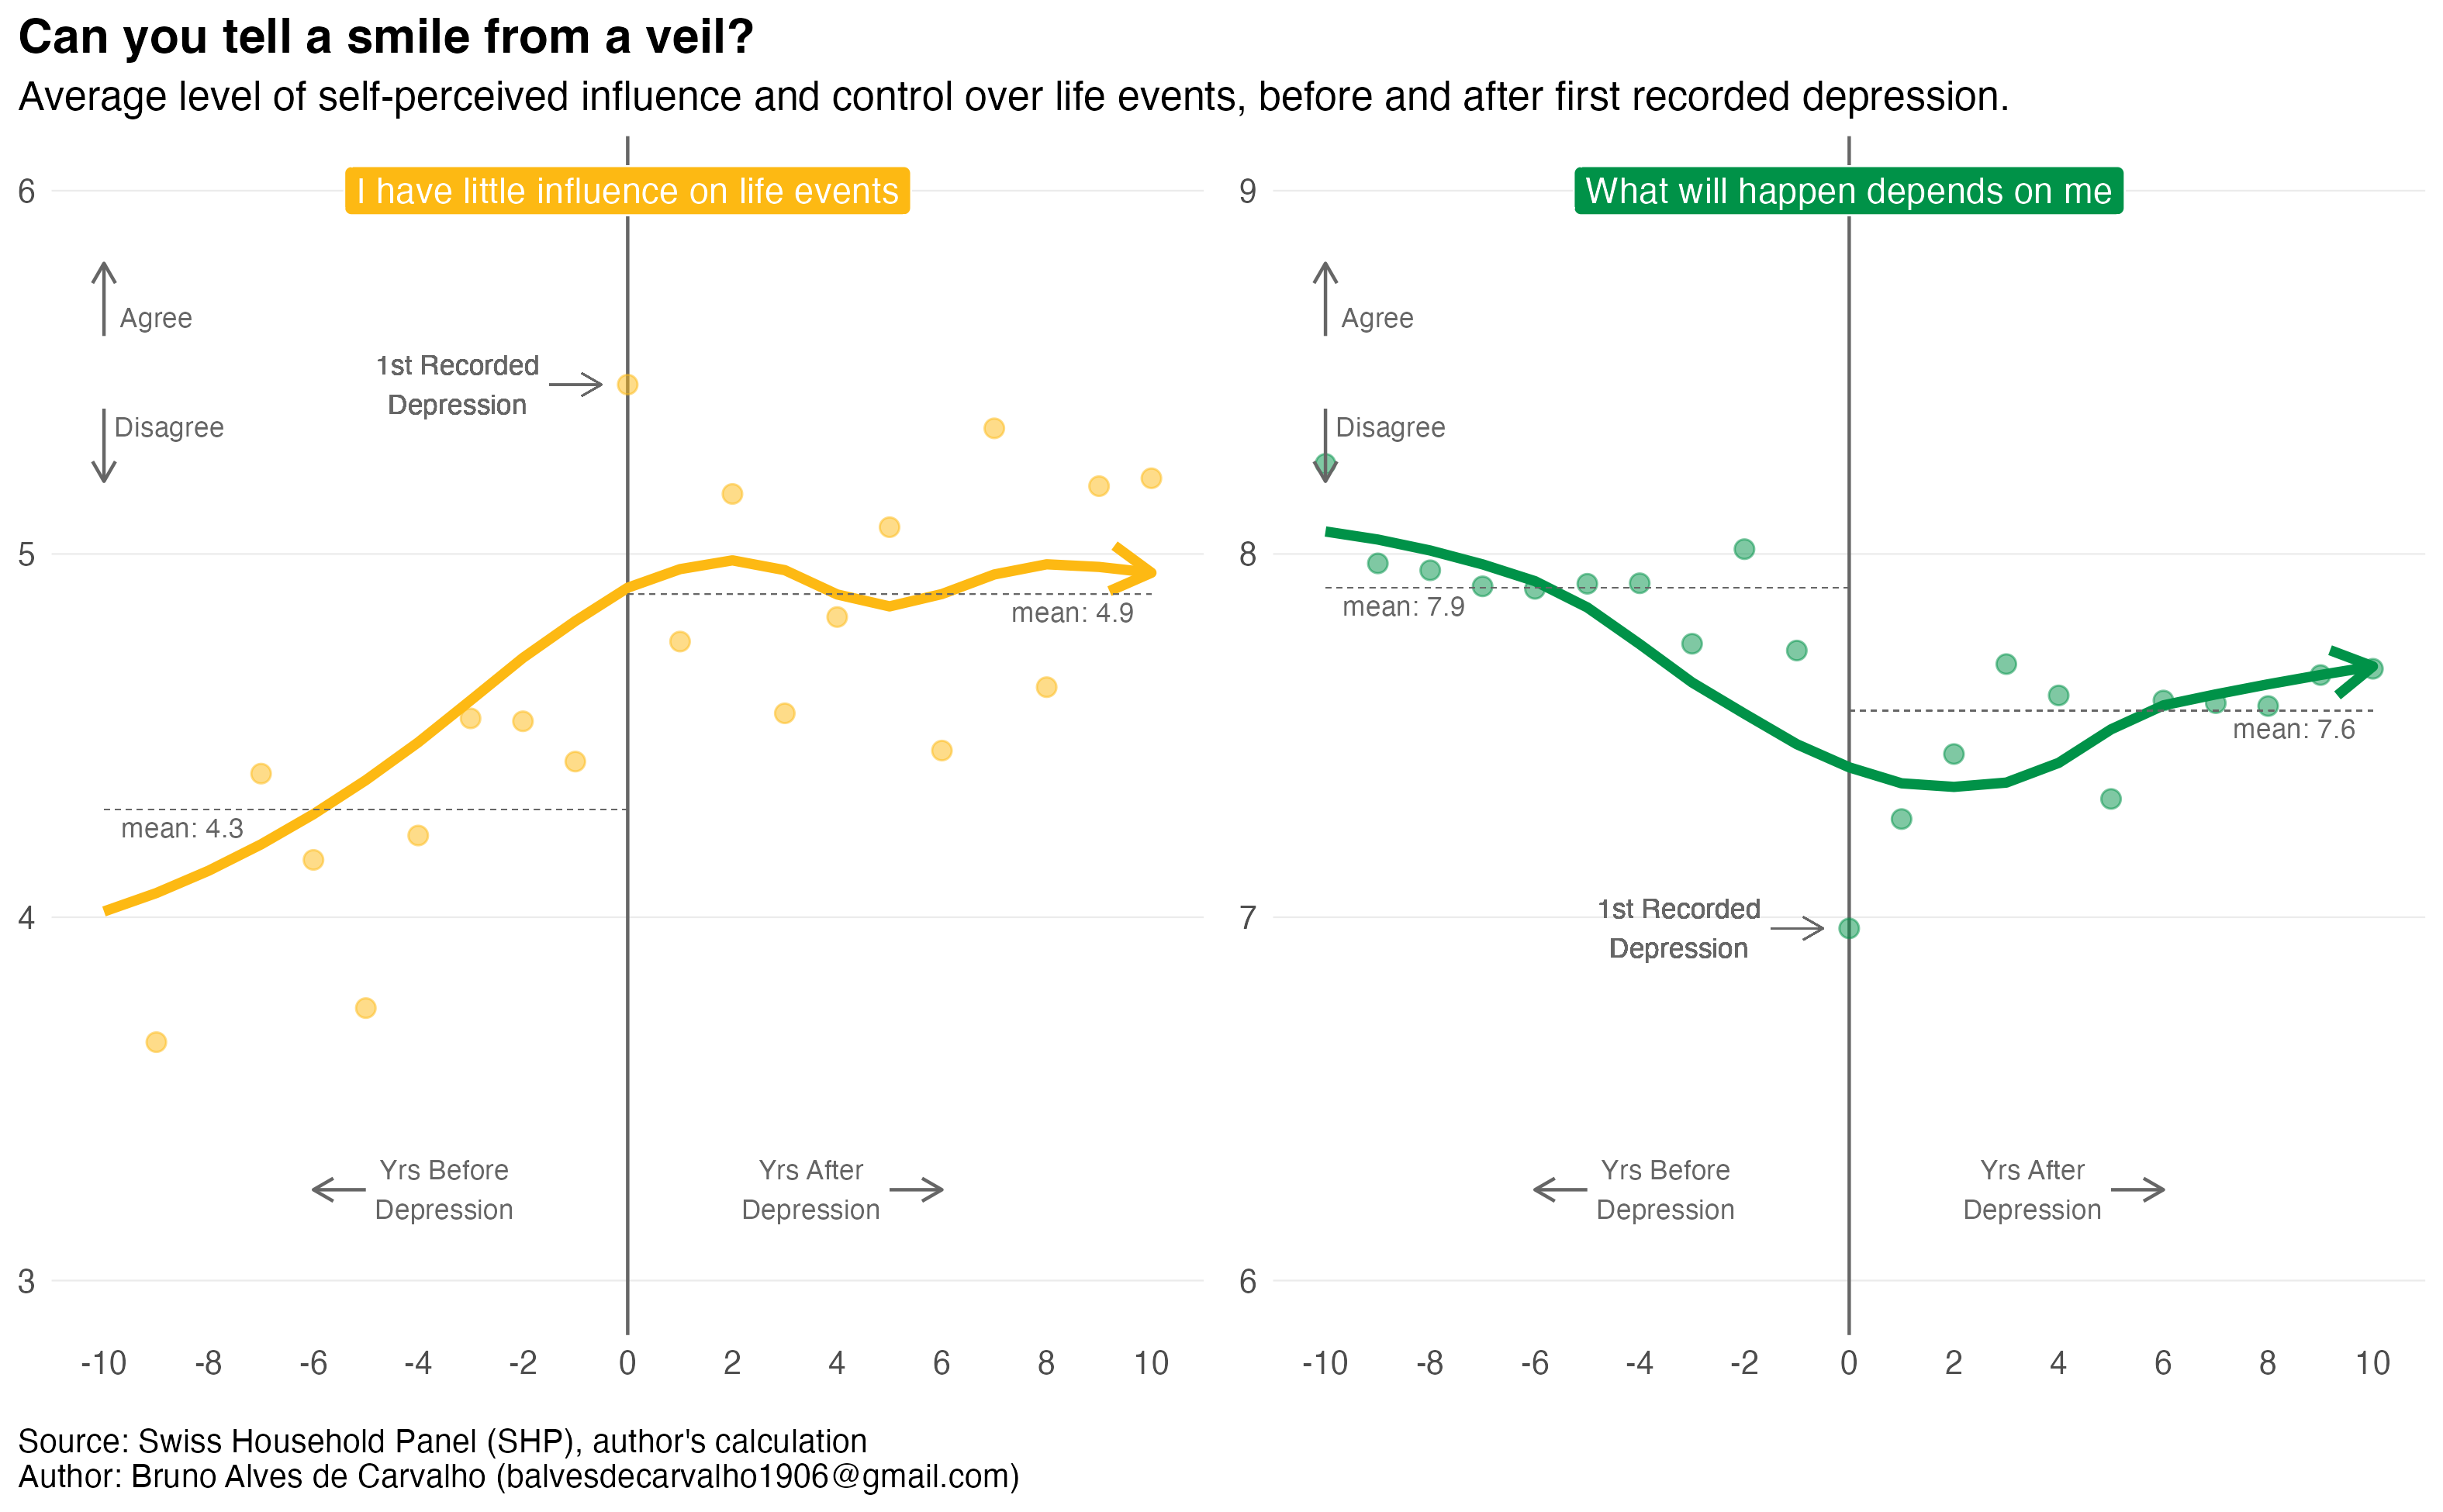 Can you tell a smile from a veil?
Average level of self-perceived influence and control over life events, before and after first recorded depression.
I have little influence on life events
6
5
4
3
Agree
Disagree
1st Recorded
Depression
mean: 4.9
mean: 4.3
Yrs Before
Depression
Yrs After
Depression
-10 -8 -6 -4 -2 0 2 4 6 8 10
What will happen depends on me
9
8
7
6
Agree
Disagree
mean: 7.9
mean: 7.6
1st Recorded
Depression
Yrs Before
Depression
Yrs After
Depression
-10 -8 -6 -4 -2 0 2 4 6 8 10
Source: Swiss Household Panel (SHP), author's calculation
Author: Bruno Alves de Carvalho (balvesdecarvalho1906@gmail.com)